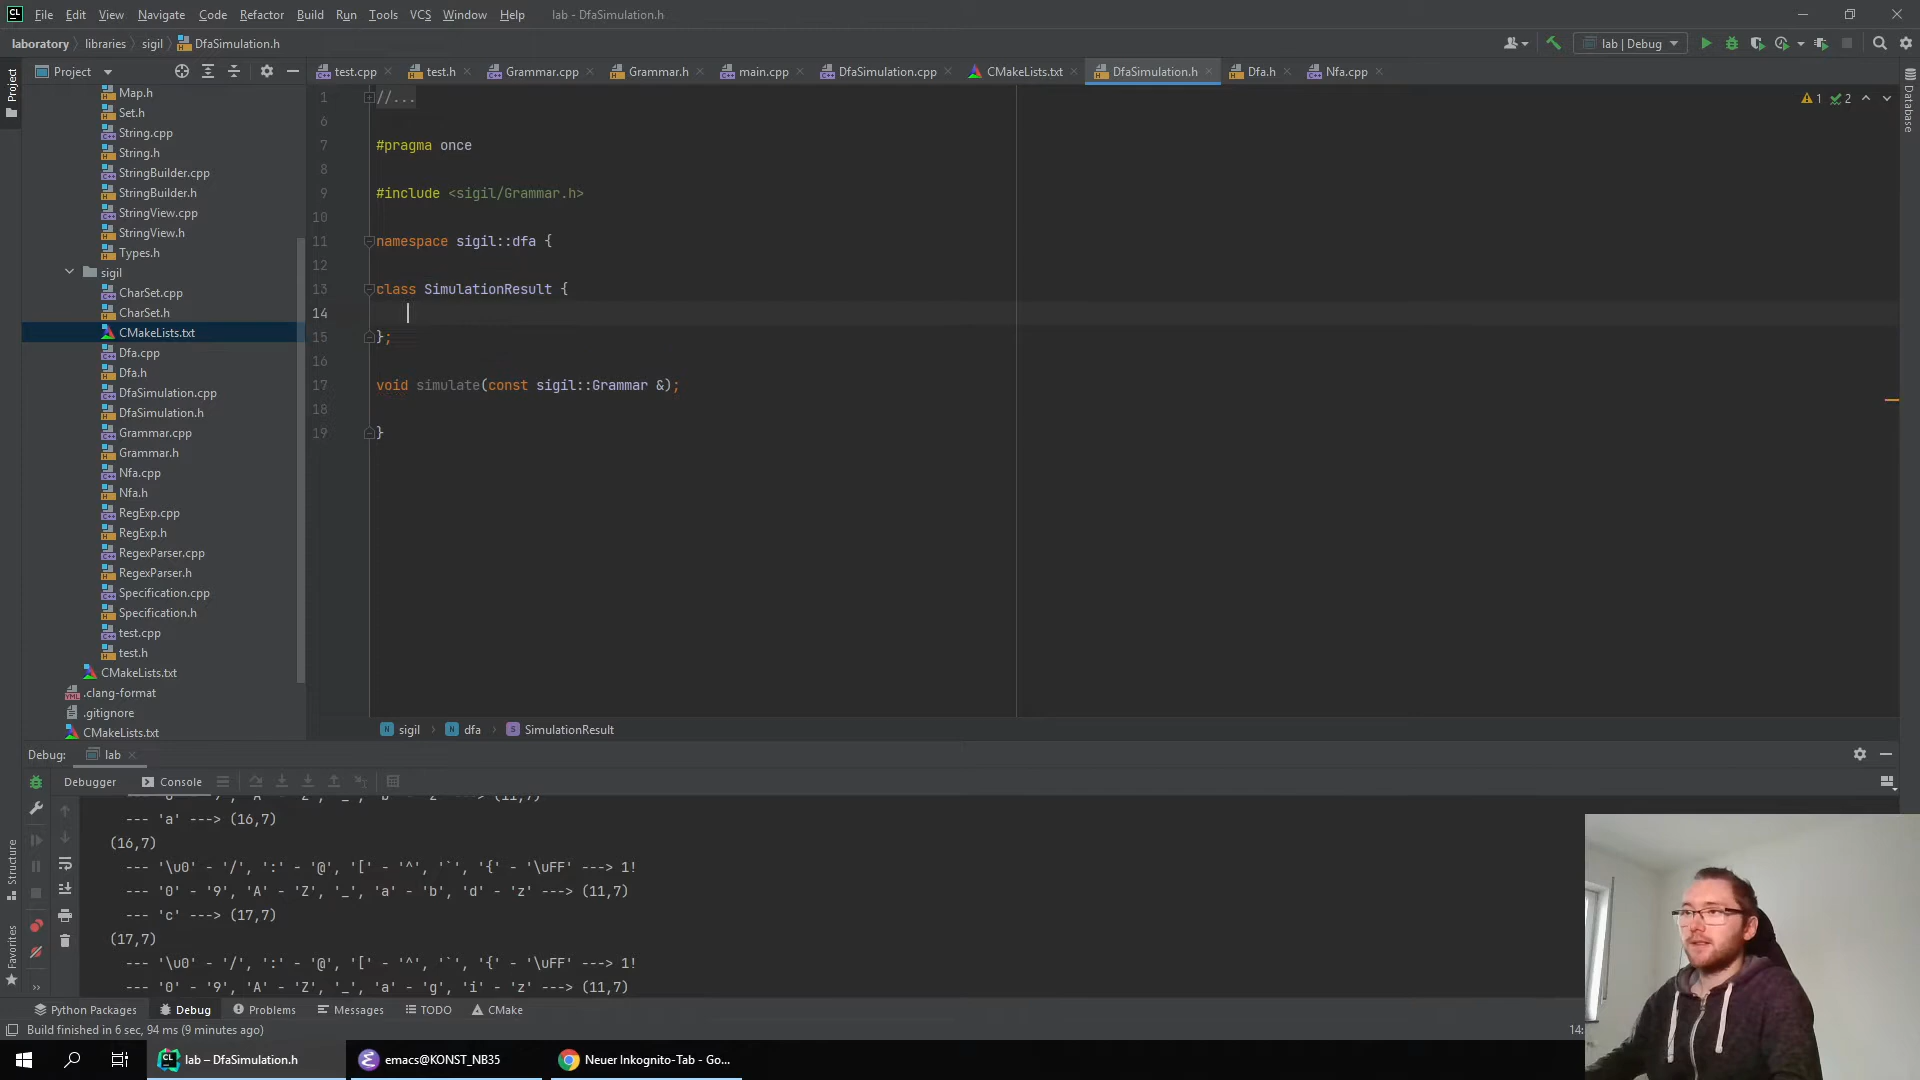 File Edit View Navigate Code Refactor Build Run Tools VCS Window Help lab - DfaSimulation.h
laboratory libraries sigil DfaSimulation.h lab | Debug
Project test.cpp test.h Grammar.cpp Grammar.h main.cpp DfaSimulation.cpp CMakeLists.txt DfaSimulation.h Dfa.h Nfa.cpp
Project
Database
Map.h
Set.h
String.cpp
String.h
StringBuilder.cpp
StringBuilder.h
StringView.cpp
StringView.h
Types.h
sigil
CharSet.cpp
CharSet.h
CMakeLists.txt
Dfa.cpp
Dfa.h
DfaSimulation.cpp
DfaSimulation.h
Grammar.cpp
Grammar.h
Nfa.cpp
Nfa.h
RegExp.cpp
RegExp.h
RegexParser.cpp
RegexParser.h
Specification.cpp
Specification.h
test.cpp
test.h
CMakeLists.txt
.clang-format
.gitignore
CMakeLists.txt
1 //... 1 2
6
7 #pragma once
8
9 #include <sigil/Grammar.h>
10
11 namespace sigil::dfa {
12
13 class SimulationResult {
14
15 };
16
17 void simulate(const sigil::Grammar &);
18
19 }
sigil dfa SimulationResult
Debug: lab
Debugger Console
--- 'a' ---> (16,7)
(16,7)
--- '\u0' - '/', ':' - '@', '[' - '^', '`', '{' - '\uFF' ---> 1!
--- '0' - '9', 'A' - 'Z', '_', 'a' - 'b', 'd' - 'z' ---> (11,7)
--- 'c' ---> (17,7)
(17,7)
--- '\u0' - '/', ':' - '@', '[' - '^', '`', '{' - '\uFF' ---> 1!
--- '0' - '9', 'A' - 'Z', '_', 'a' - 'g', 'i' - 'z' ---> (11,7)
Structure
Favorites
Python Packages Debug Problems Messages TODO CMake
Build finished in 6 sec, 94 ms (9 minutes ago) 14:
lab – DfaSimulation.h emacs@KONST_NB35 Neuer Inkognito-Tab - Go...